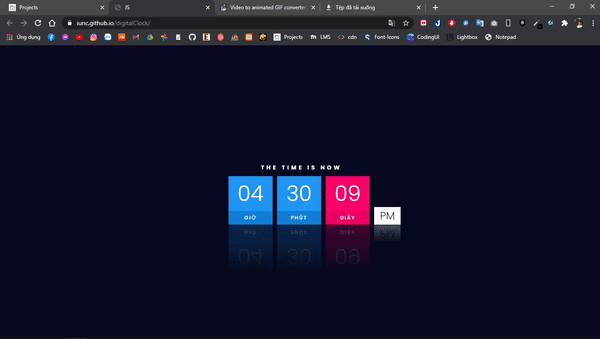 Projects
JS
Video to animated GIF converter
Tệp đã tải xuống
iunc.github.io/digitalClock/
Ứng dụng
Projects
LMS
cdn
Font-Icons
CodingUI
Lightbox
Notepad
THE TIME IS NOW
04 30 09
GIỜ PHÚT GIÂY PM